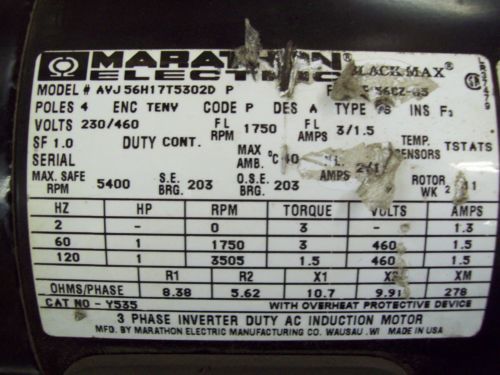 MARATHON®
ELECTRIC BLACK MAX®
MODEL # AVJ 56H17T5302D P 56CZ
POLES 4 ENC TENV CODE P DES A TYPE INS F3
VOLTS 230/460 FL RPM 1750 FL AMPS 3/1.5
SF 1.0 DUTY CONT. TEMP. SENSORS TSTATS
SERIAL MAX AMB. °C 40 AMPS
MAX. SAFE RPM 5400 S.E. BRG. 203 O.S.E. BRG. 203 ROTOR WK 2
HZ HP RPM TORQUE VOLTS AMPS
2 - 0 3 - 1.3
60 1 1750 3 460 1.5
120 1 3505 1.5 460 1.5
R1 R2 X1 X2 XM
OHMS/PHASE 8.38 5.62 10.7 9.91 278
CAT NO - Y535 WITH OVERHEAT PROTECTIVE DEVICE
3 PHASE INVERTER DUTY AC INDUCTION MOTOR
MFG. BY MARATHON ELECTRIC MANUFACTURING CO. WAUSAU . WI MADE IN USA